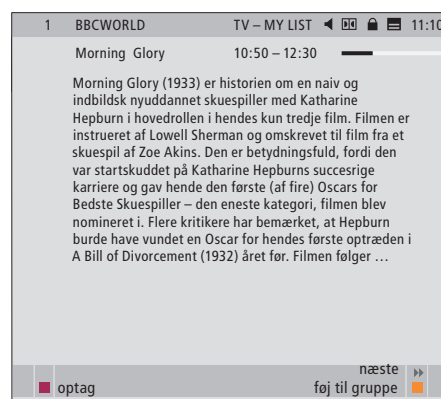 1 BBCWORLD TV – MY LIST 11:10
Morning Glory 10:50 – 12:30
Morning Glory (1933) er historien om en naiv og
indbildsk nyuddannet skuespiller med Katharine
Hepburn i hovedrollen i hendes kun tredje film. Filmen er
instrueret af Lowell Sherman og omskrevet til film fra et
skuespil af Zoe Akins. Den er betydningsfuld, fordi den
var startskuddet på Katharine Hepburns succesrige
karriere og gav hende den første (af fire) Oscars for
Bedste Skuespiller – den eneste kategori, filmen blev
nomineret i. Flere kritikere har bemærket, at Hepburn
burde have vundet en Oscar for hendes første optræden i
A Bill of Divorcement (1932) året før. Filmen følger …
næste
optag føj til gruppe